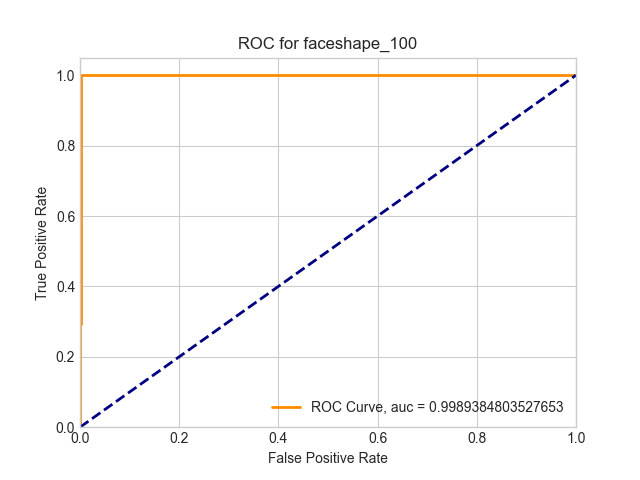 ROC for faceshape_100
True Positive Rate
1.0
0.8
0.6
0.4
0.2
0.0
0.0 0.2 0.4 0.6 0.8 1.0
ROC Curve, auc = 0.9989384803527653
False Positive Rate